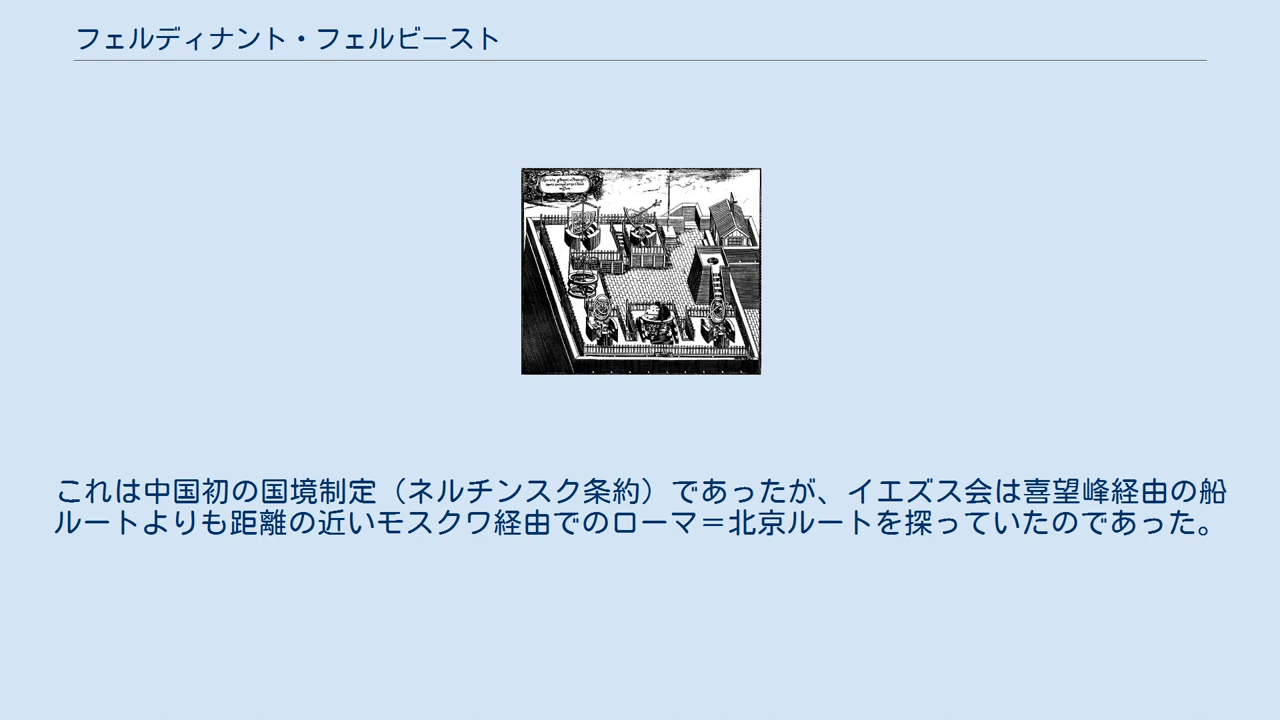 フェルディナント・フェルビースト
これは中国初の国境制定（ネルチンスク条約）であったが、イエズス会は喜望峰経由の船
ルートよりも距離の近いモスクワ経由でのローマ＝北京ルートを探っていたのであった。